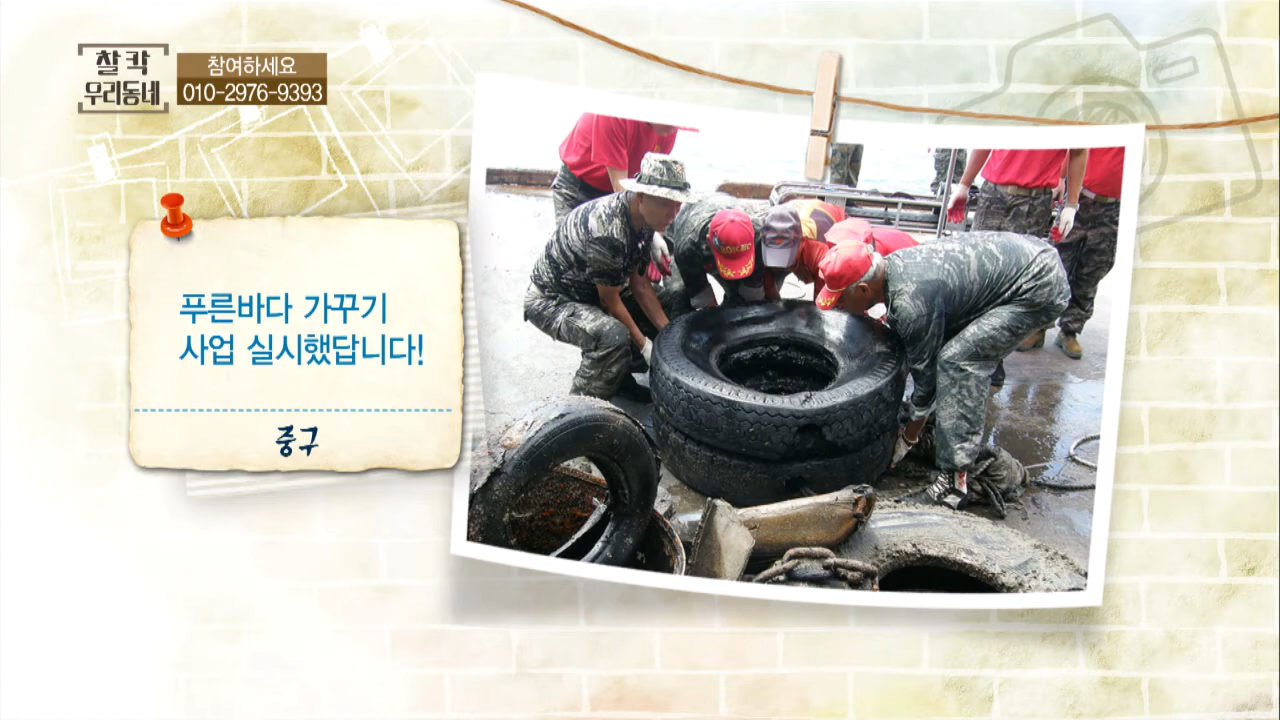 찰칵
우리동네
참여하세요
010-2976-9393
푸른바다 가꾸기
사업 실시했답니다!
중구